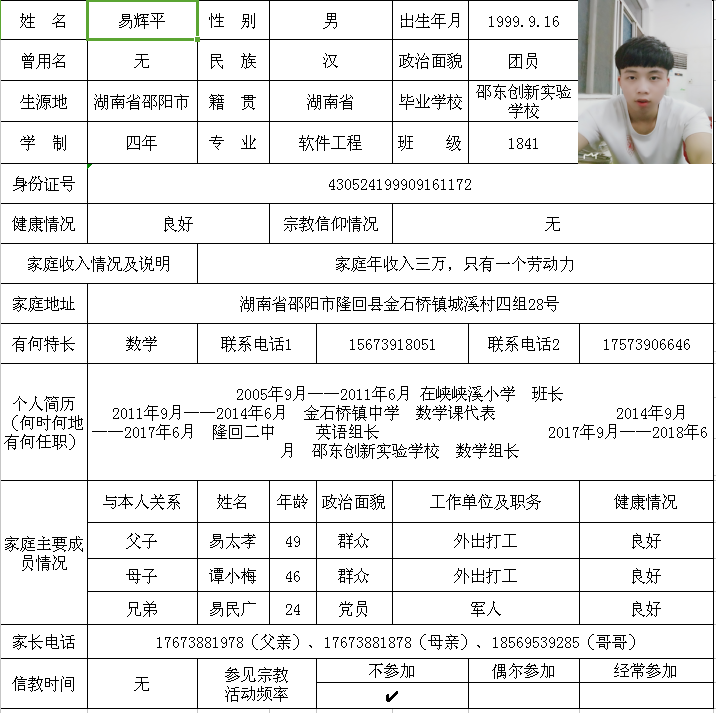 姓 名 易辉平 性 别 男 出生年月 1999.9.16
曾用名 无 民 族 汉 政治面貌 团员
生源地 湖南省邵阳市 籍 贯 湖南省 毕业学校 邵东创新实验
学校
学 制 四年 专 业 软件工程 班 级 1841
身份证号 430524199909161172
健康情况 良好 宗教信仰情况 无
家庭收入情况及说明 家庭年收入三万，只有一个劳动力
家庭地址 湖南省邵阳市隆回县金石桥镇城溪村四组28号
有何特长 数学 联系电话1 15673918051 联系电话2 17573906646
个人简历
（何时何地
有何任职）
2005年9月——2011年6月 在峡峡溪小学 班长
2011年9月——2014年6月 金石桥镇中学 数学课代表 2014年9月
——2017年6月 隆回二中 英语组长 2017年9月——2018年6
月 邵东创新实验学校 数学组长
家庭主要成
员情况
与本人关系 姓名 年龄 政治面貌 工作单位及职务 健康情况
父子 易太孝 49 群众 外出打工 良好
母子 谭小梅 46 群众 外出打工 良好
兄弟 易民广 24 党员 军人 良好
家长电话 17673881978（父亲）、17673881878（母亲）、18569539285（哥哥）
信教时间 无 参见宗教
活动频率
不参加 偶尔参加 经常参加
✔